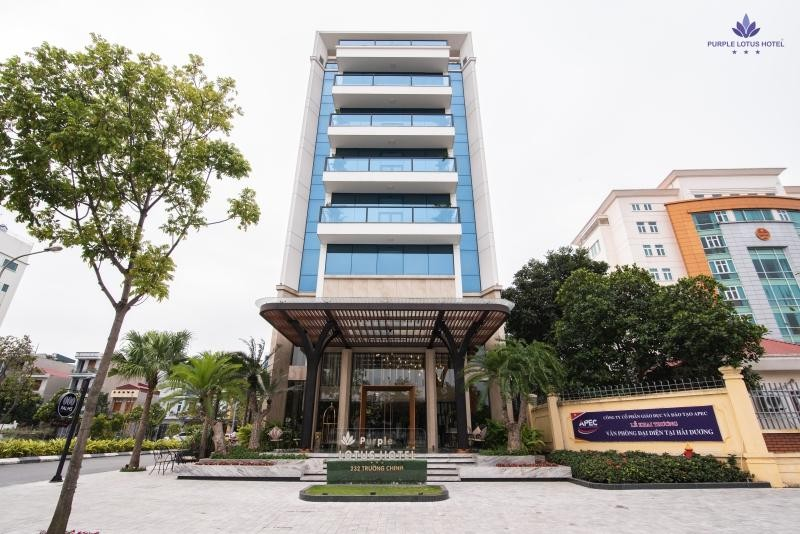 PURPLE LOTUS HOTEL
Purple
LOTUS HOTEL
232 TRƯỜNG CHINH
APEC
CÔNG TY CỔ PHẦN GIÁO DỤC VÀ ĐÀO TẠO APEC
LỄ KHAI TRƯƠNG
VĂN PHÒNG ĐẠI DIỆN TẠI HẢI DƯƠNG